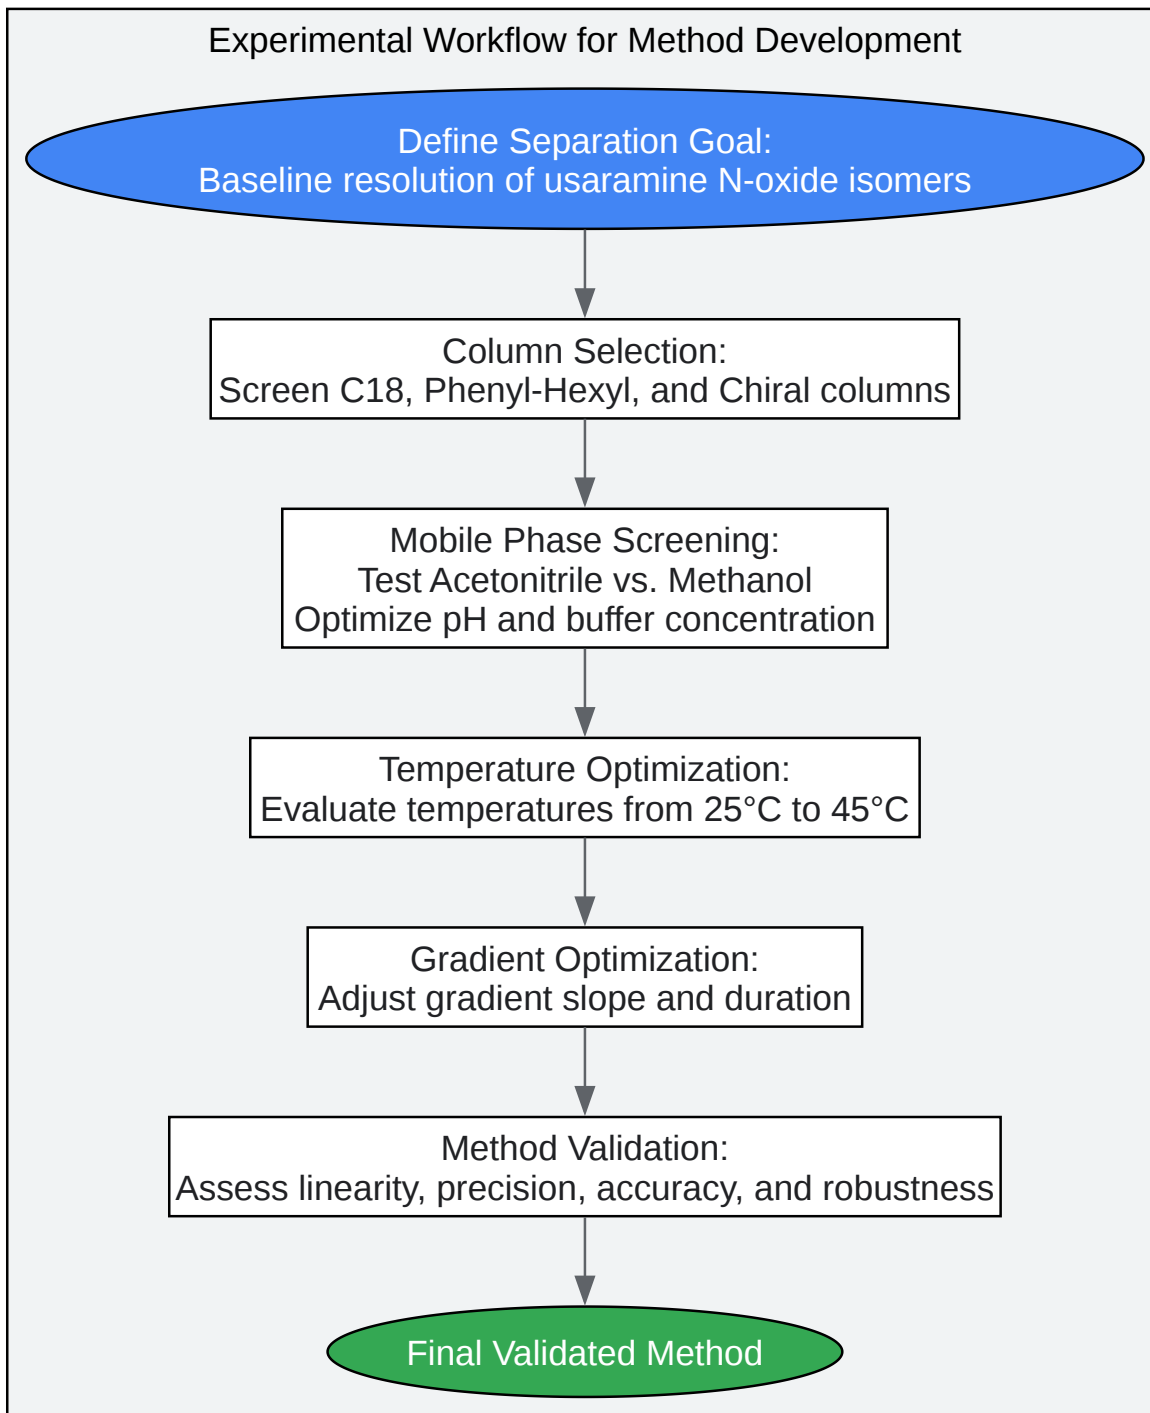 Experimental Workflow for Method Development
Define Separation Goal:
Baseline resolution of usaramine N-oxide isomers
Column Selection:
Screen C18, Phenyl-Hexyl, and Chiral columns
Mobile Phase Screening:
Test Acetonitrile vs. Methanol
Optimize pH and buffer concentration
Temperature Optimization:
Evaluate temperatures from 25°C to 45°C
Gradient Optimization:
Adjust gradient slope and duration
Method Validation:
Assess linearity, precision, accuracy, and robustness
Final Validated Method